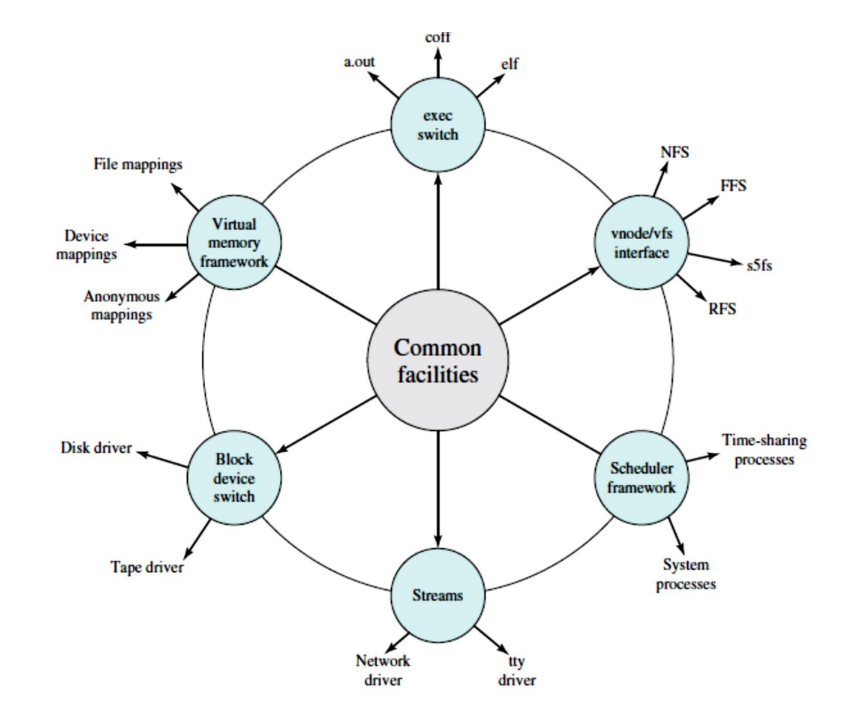 coff
a.out
elf
exec
switch
File mappings
NFS
FFS
Virtual
memory
framework
vnode/vfs
interface
Device
mappings
s5fs
Anonymous
mappings
RFS
Common
facilities
Disk driver
Time-sharing
processes
Block
device
switch
Scheduler
framework
Tape driver
System
processes
Streams
Network
driver
tty
driver